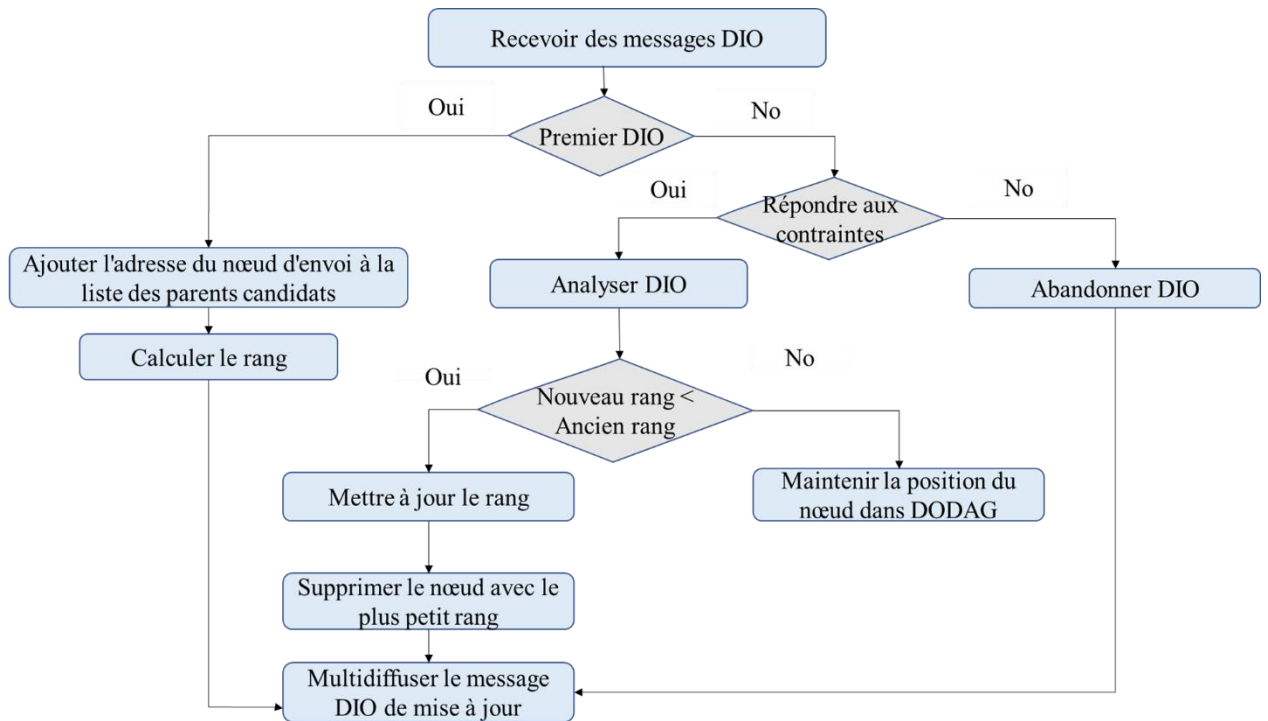 Recevoir des messages DIO
Oui
No
Premier DIO
Oui
No
Répondre aux
contraintes
Ajouter l'adresse du nœud d'envoi à la
liste des parents candidats
Analyser DIO
Abandonner DIO
Calculer le rang
Oui
No
Nouveau rang <
Ancien rang
Mettre à jour le rang
Maintenir la position du
nœud dans DODAG
Supprimer le nœud avec le
plus petit rang
Multidiffuser le message
DIO de mise à jour